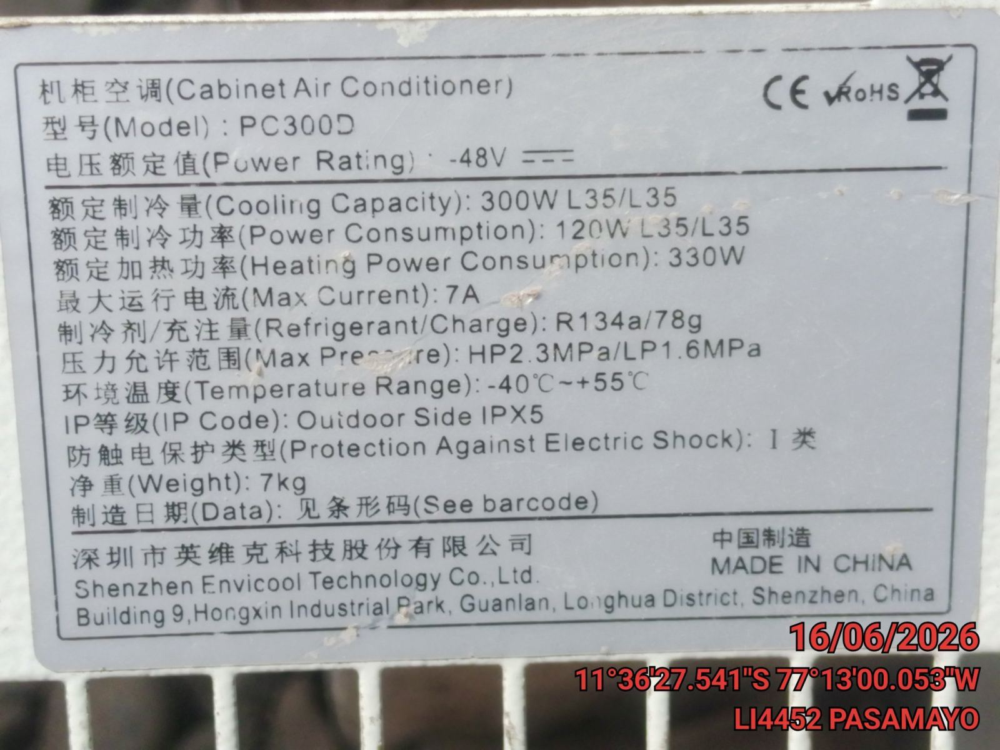 机柜空调(Cabinet Air Conditioner)
CE RoHS
型号(Model) : PC300D
电压额定值(Power Rating) : -48V
额定制冷量(Cooling Capacity): 300W L35/L35
额定制冷功率(Power Consumption): 120W L35/L35
额定加热功率(Heating Power Consumption): 330W
最大运行电流(Max Current): 7A
制冷剂/充注量(Refrigerant/Charge): R134a/78g
压力允许范围(Max Pressure): HP2.3MPa/LP1.6MPa
环境温度(Temperature Range): -40℃~+55℃
IP等级(IP Code): Outdoor Side IPX5
防触电保护类型(Protection Against Electric Shock): I 类
净重(Weight): 7kg
制造日期(Data): 见条形码(See barcode)
深圳市英维克科技股份有限公司
Shenzhen Envicool Technology Co.,Ltd.
中国制造
MADE IN CHINA
Building 9,Hongxin Industrial Park, Guanlan, Longhua District, Shenzhen, China
16/06/2026
11°36'27.541"S 77°13'00.053"W
LI4452 PASAMAYO